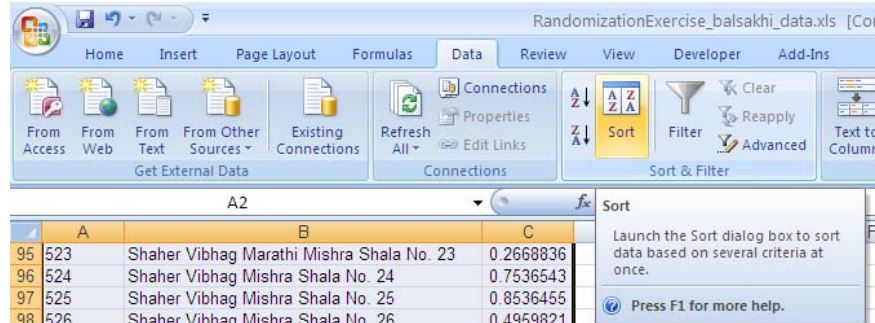 RandomizationExercise_balsakhi_data.xls [Co
Home Insert Page Layout Formulas Data Review View Developer Add-Ins
From Access
From Web
From Text
From Other Sources
Existing Connections
Get External Data
Refresh All
Connections
Properties
Edit Links
Connections
Sort
Filter
Clear
Reapply
Advanced
Sort & Filter
Text to
Column
A2
fx
Sort
Launch the Sort dialog box to sort
data based on several criteria at
once.
Press F1 for more help.
A B C F
95 523 Shaher Vibhag Marathi Mishra Shala No. 23 0.2668836
96 524 Shaher Vibhag Mishra Shala No. 24 0.7536543
97 525 Shaher Vibhag Mishra Shala No. 25 0.8536455
98 526 Shaher Vibhag Mishra Shala No. 26 0.4959821